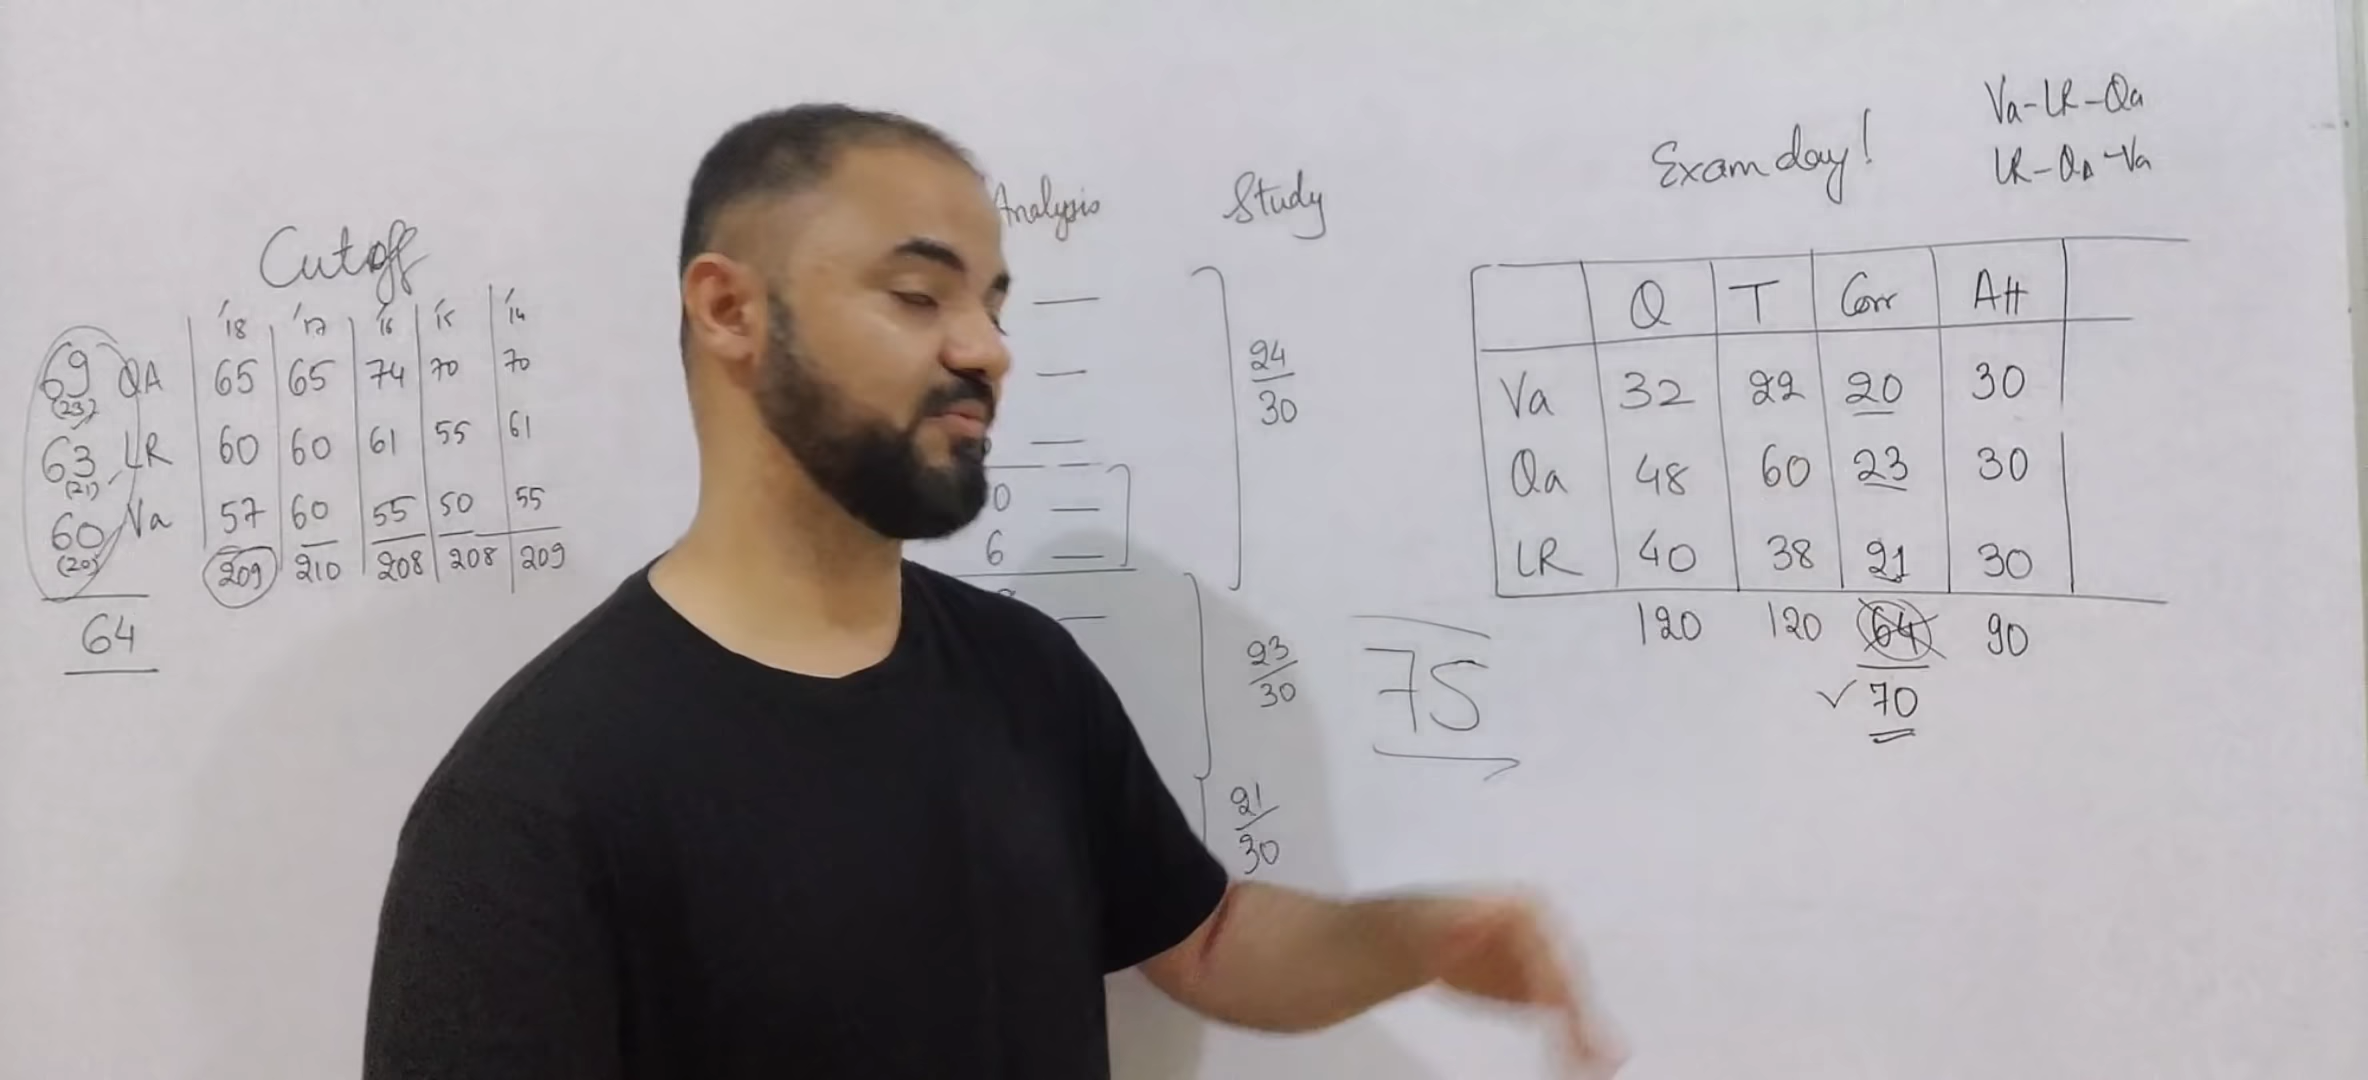 Cutoff
'18 '17 '16 '15 '14
69 QA 65 65 74 70 70
(23)
63 LR 60 60 61 55 61
(21)
60 Va 57 60 55 50 55
(20) 209 210 208 208 209
64
Analysis
0
6
Study
24
30
23
30
21
30
75
Exam day!
Va-LR-Qa
LR-QA-Va
Q T Corr Att
Va 32 22 20 30
Qa 48 60 23 30
LR 40 38 21 30
120 120 64 90
70